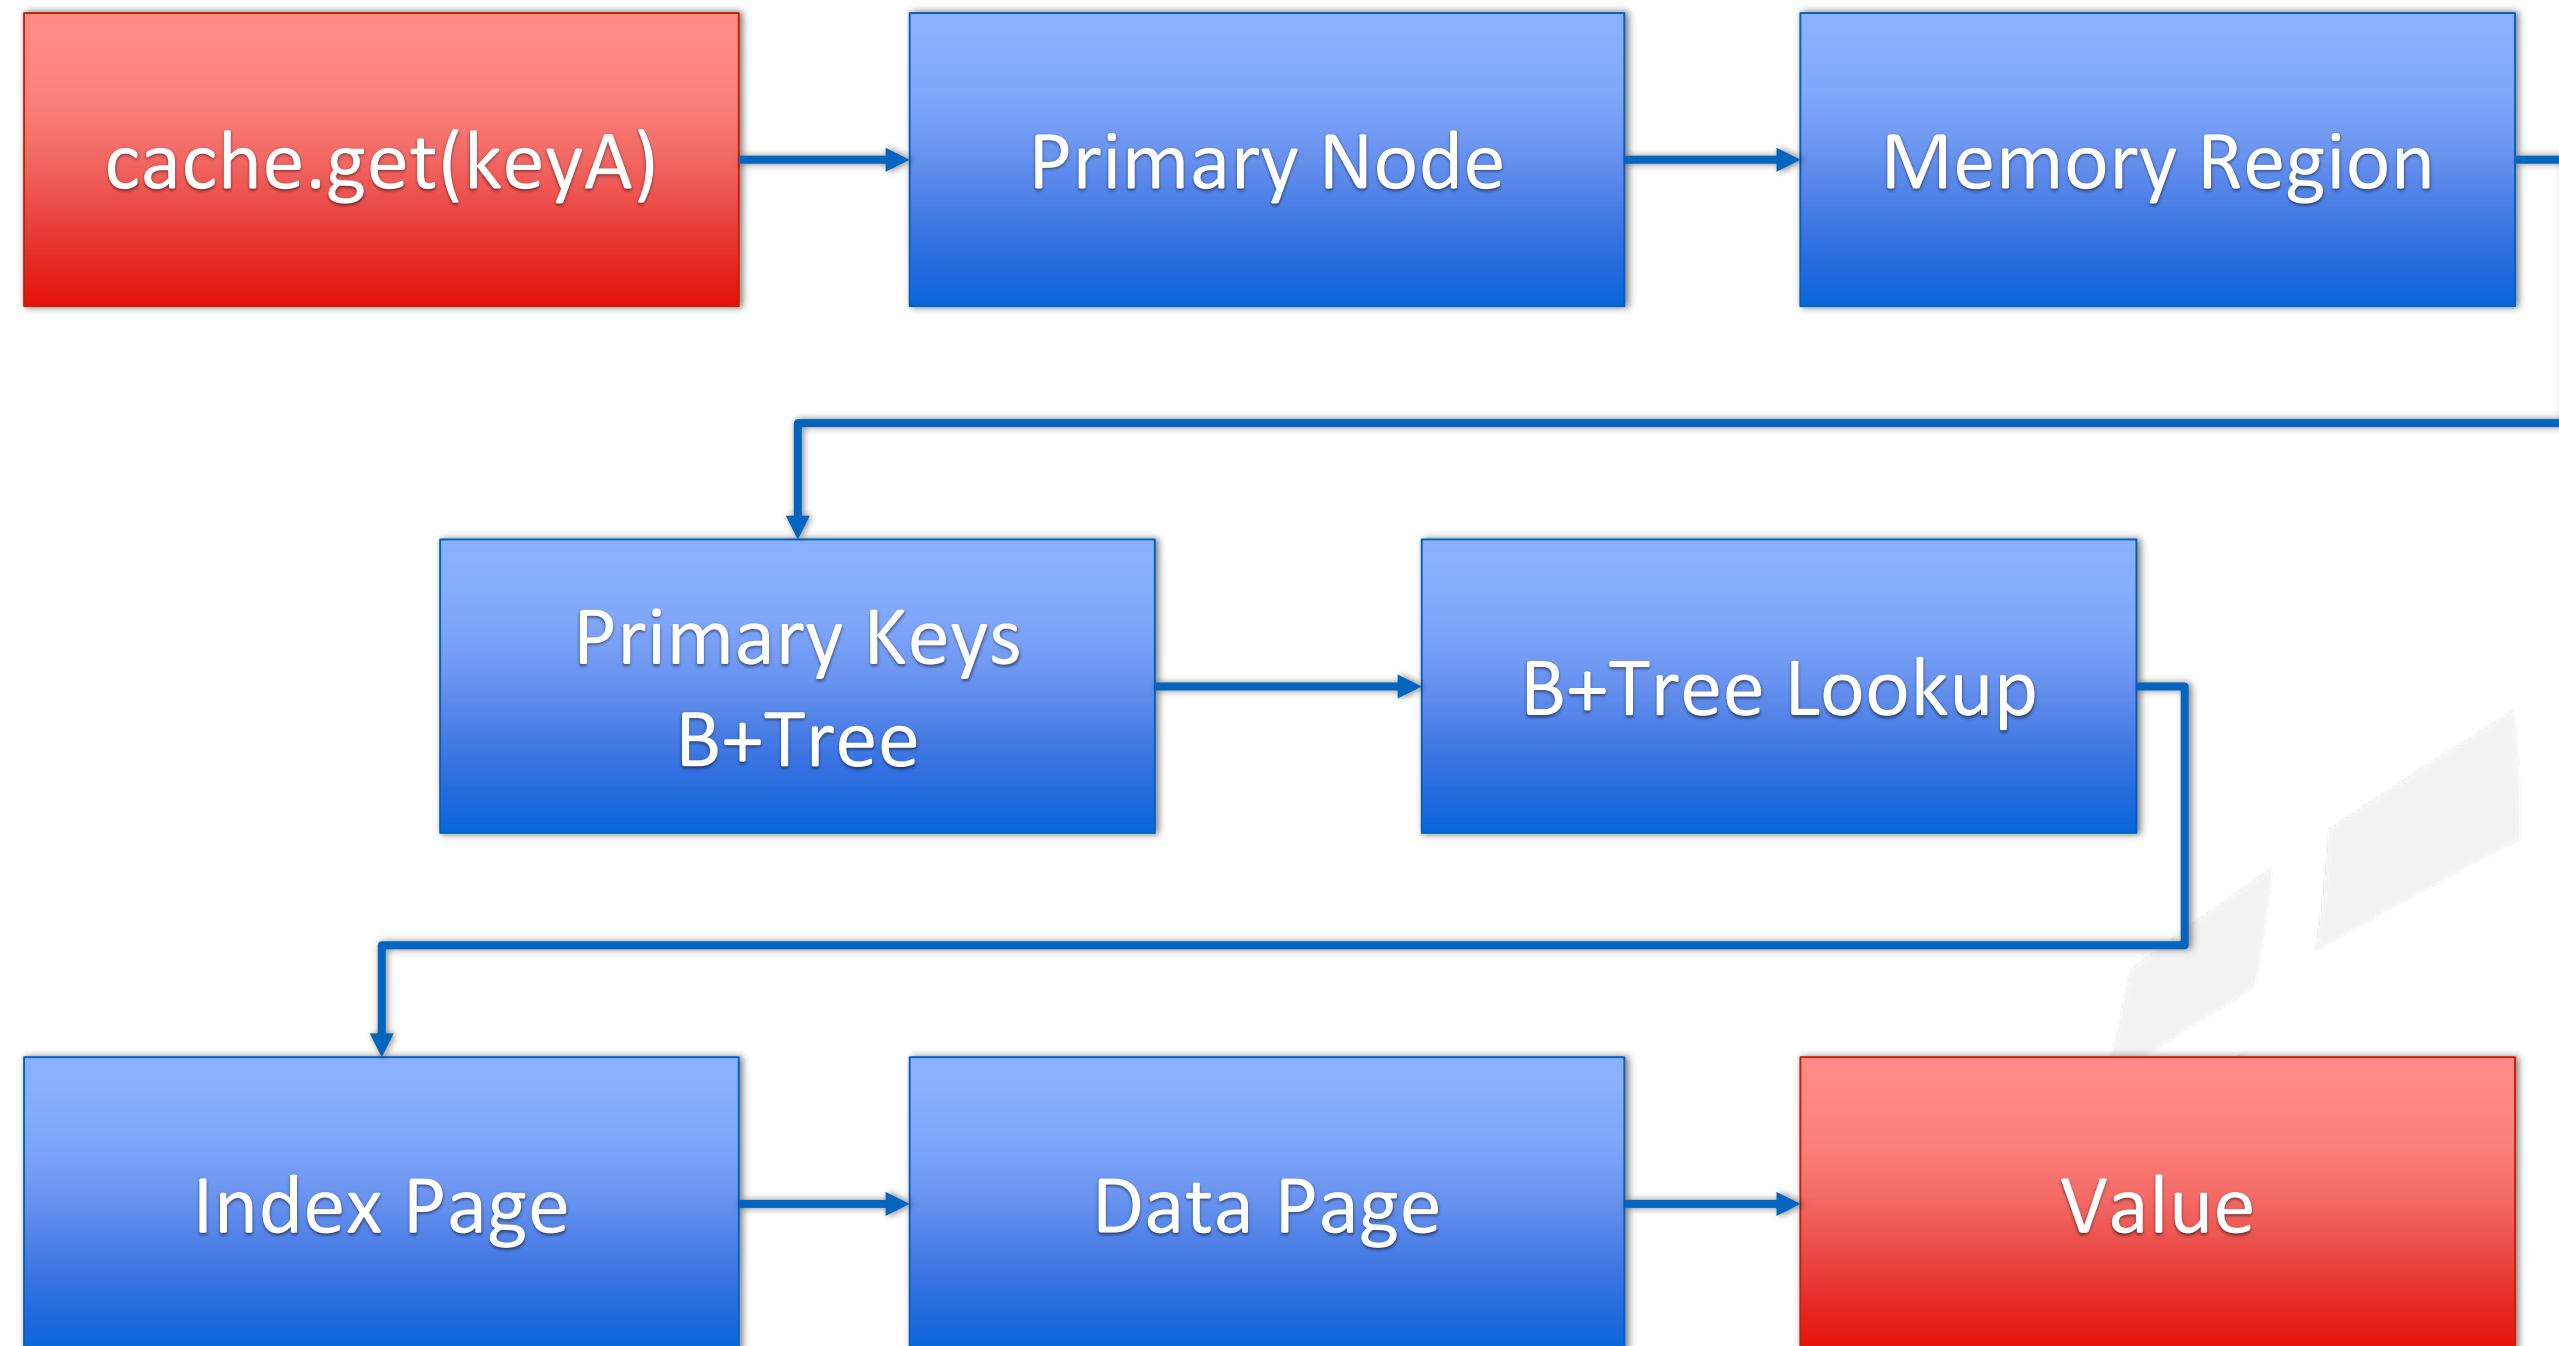 cache.get(keyA)
Primary Node
Memory Region
Primary Keys
B+Tree
B+Tree Lookup
Index Page
Data Page
Value